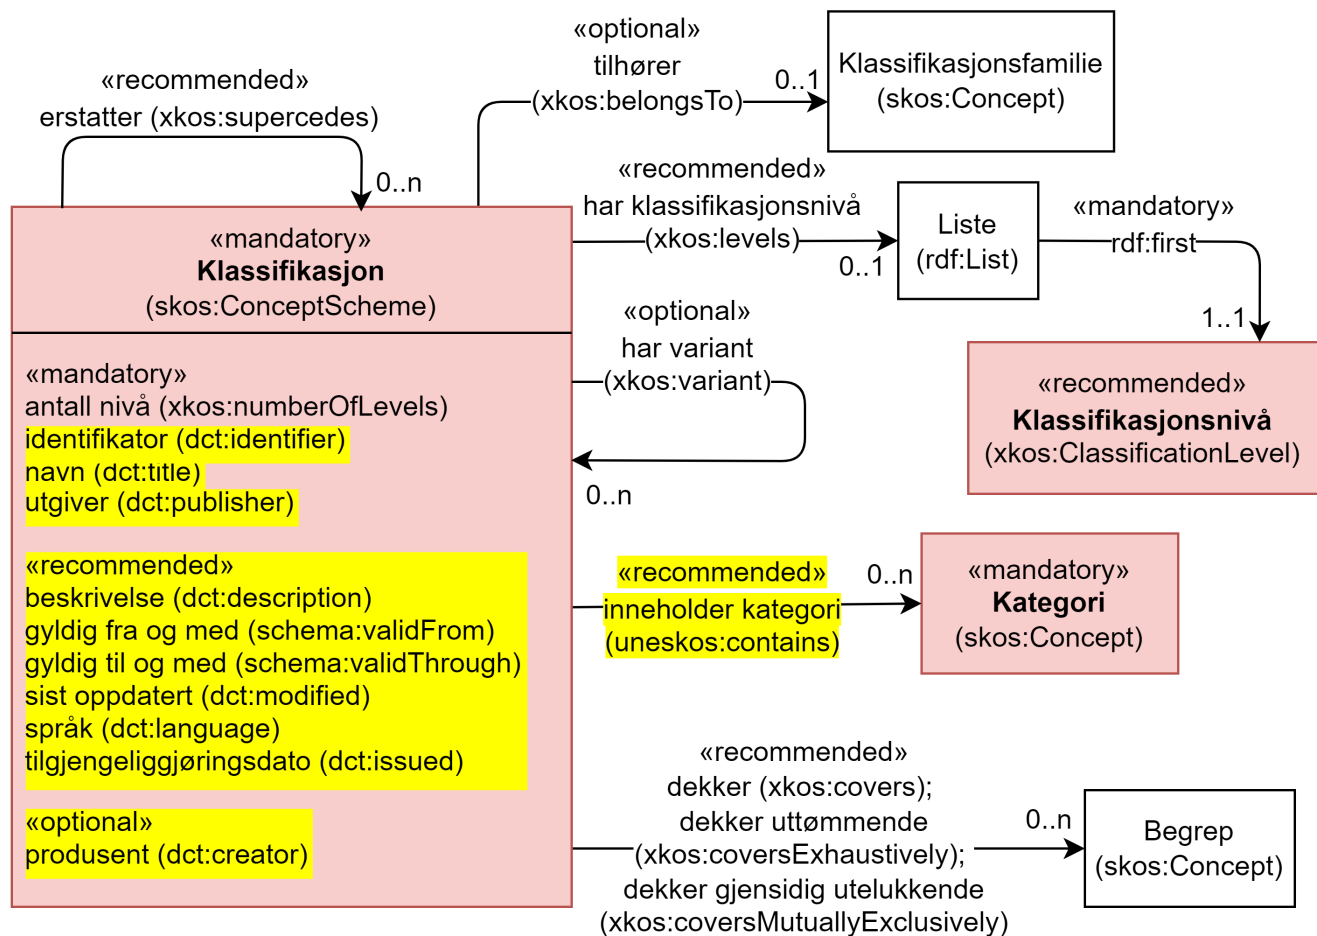 «recommended»
erstatter (xkos:supercedes)
0..n
«optional»
tilhører
(xkos:belongsTo)
0..1
Klassifikasjonsfamilie
(skos:Concept)
«mandatory»
Klassifikasjon
(skos:ConceptScheme)
«mandatory»
antall nivå (xkos:numberOfLevels)
identifikator (dct:identifier)
navn (dct:title)
utgiver (dct:publisher)
«recommended»
beskrivelse (dct:description)
gyldig fra og med (schema:validFrom)
gyldig til og med (schema:validThrough)
sist oppdatert (dct:modified)
språk (dct:language)
tilgjengeliggjøringsdato (dct:issued)
«optional»
produsent (dct:creator)
«recommended»
har klassifikasjonsnivå
(xkos:levels)
0..1
Liste
(rdf:List)
«mandatory»
rdf:first
1..1
«recommended»
Klassifikasjonsnivå
(xkos:ClassificationLevel)
«optional»
har variant
(xkos:variant)
0..n
«recommended»
inneholder kategori
(uneskos:contains)
0..n
«mandatory»
Kategori
(skos:Concept)
«recommended»
dekker (xkos:covers);
dekker uttømmende
(xkos:coversExhaustively);
dekker gjensidig utelukkende
(xkos:coversMutuallyExclusively)
0..n
Begrep
(skos:Concept)